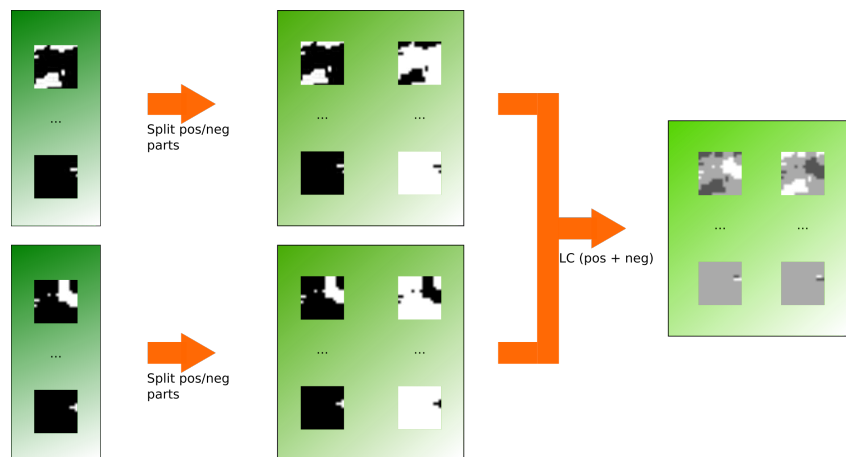 ...
Split pos/neg
parts
... ...
LC (pos + neg)
... ...
...
Split pos/neg
parts
... ...